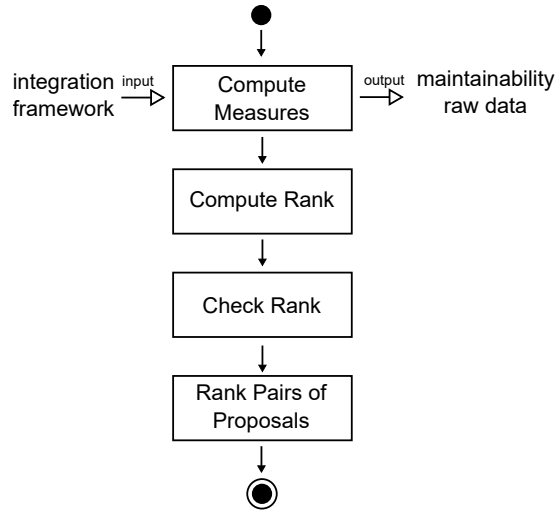 integration
framework
input
Compute
Measures
output
maintainability
raw data
Compute Rank
Check Rank
Rank Pairs of
Proposals